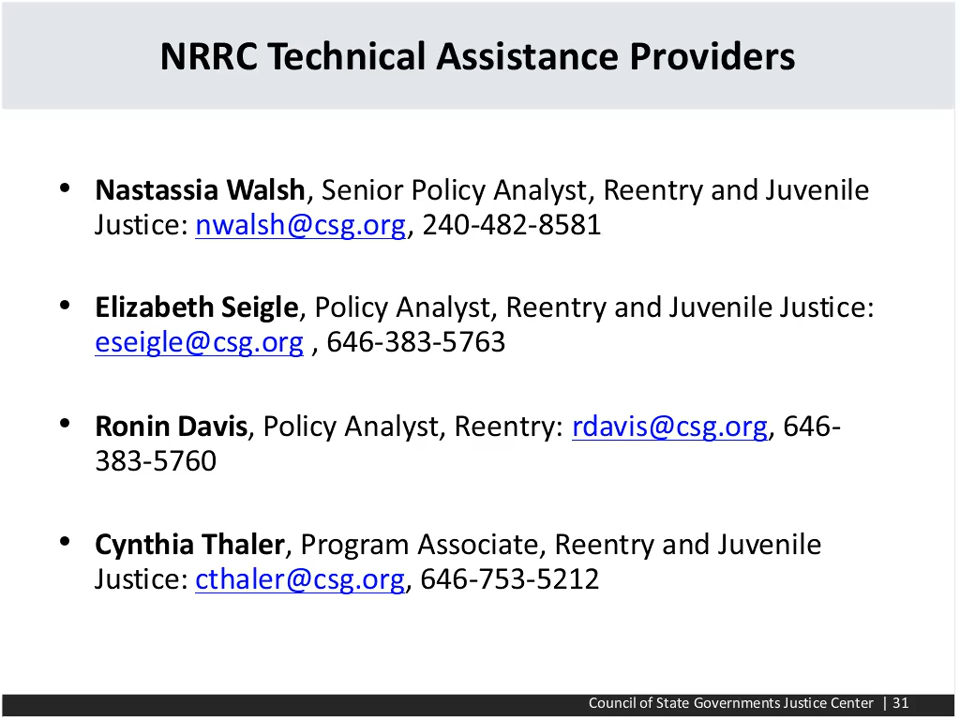 NRRC Technical Assistance Providers
• Nastassia Walsh, Senior Policy Analyst, Reentry and Juvenile
Justice: nwalsh@csg.org, 240-482-8581
• Elizabeth Seigle, Policy Analyst, Reentry and Juvenile Justice:
eseigle@csg.org , 646-383-5763
• Ronin Davis, Policy Analyst, Reentry: rdavis@csg.org, 646-
383-5760
• Cynthia Thaler, Program Associate, Reentry and Juvenile
Justice: cthaler@csg.org, 646-753-5212
Council of State Governments Justice Center | 31